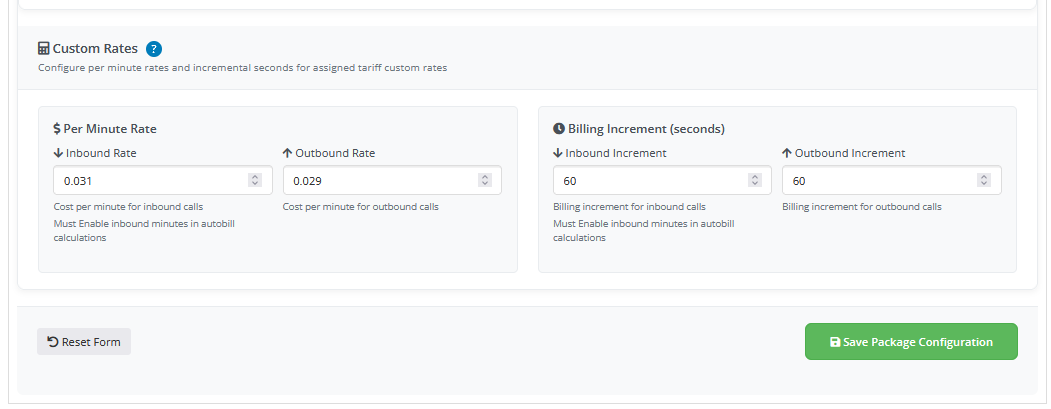 Custom Rates ?
Configure per minute rates and incremental seconds for assigned tariff custom rates
$ Per Minute Rate
Inbound Rate
Outbound Rate
0.031
0.029
Cost per minute for inbound calls
Cost per minute for outbound calls
Must Enable inbound minutes in autobill
calculations
Billing Increment (seconds)
Inbound Increment
Outbound Increment
60
60
Billing increment for inbound calls
Billing increment for outbound calls
Must Enable inbound minutes in autobill
calculations
Reset Form
Save Package Configuration